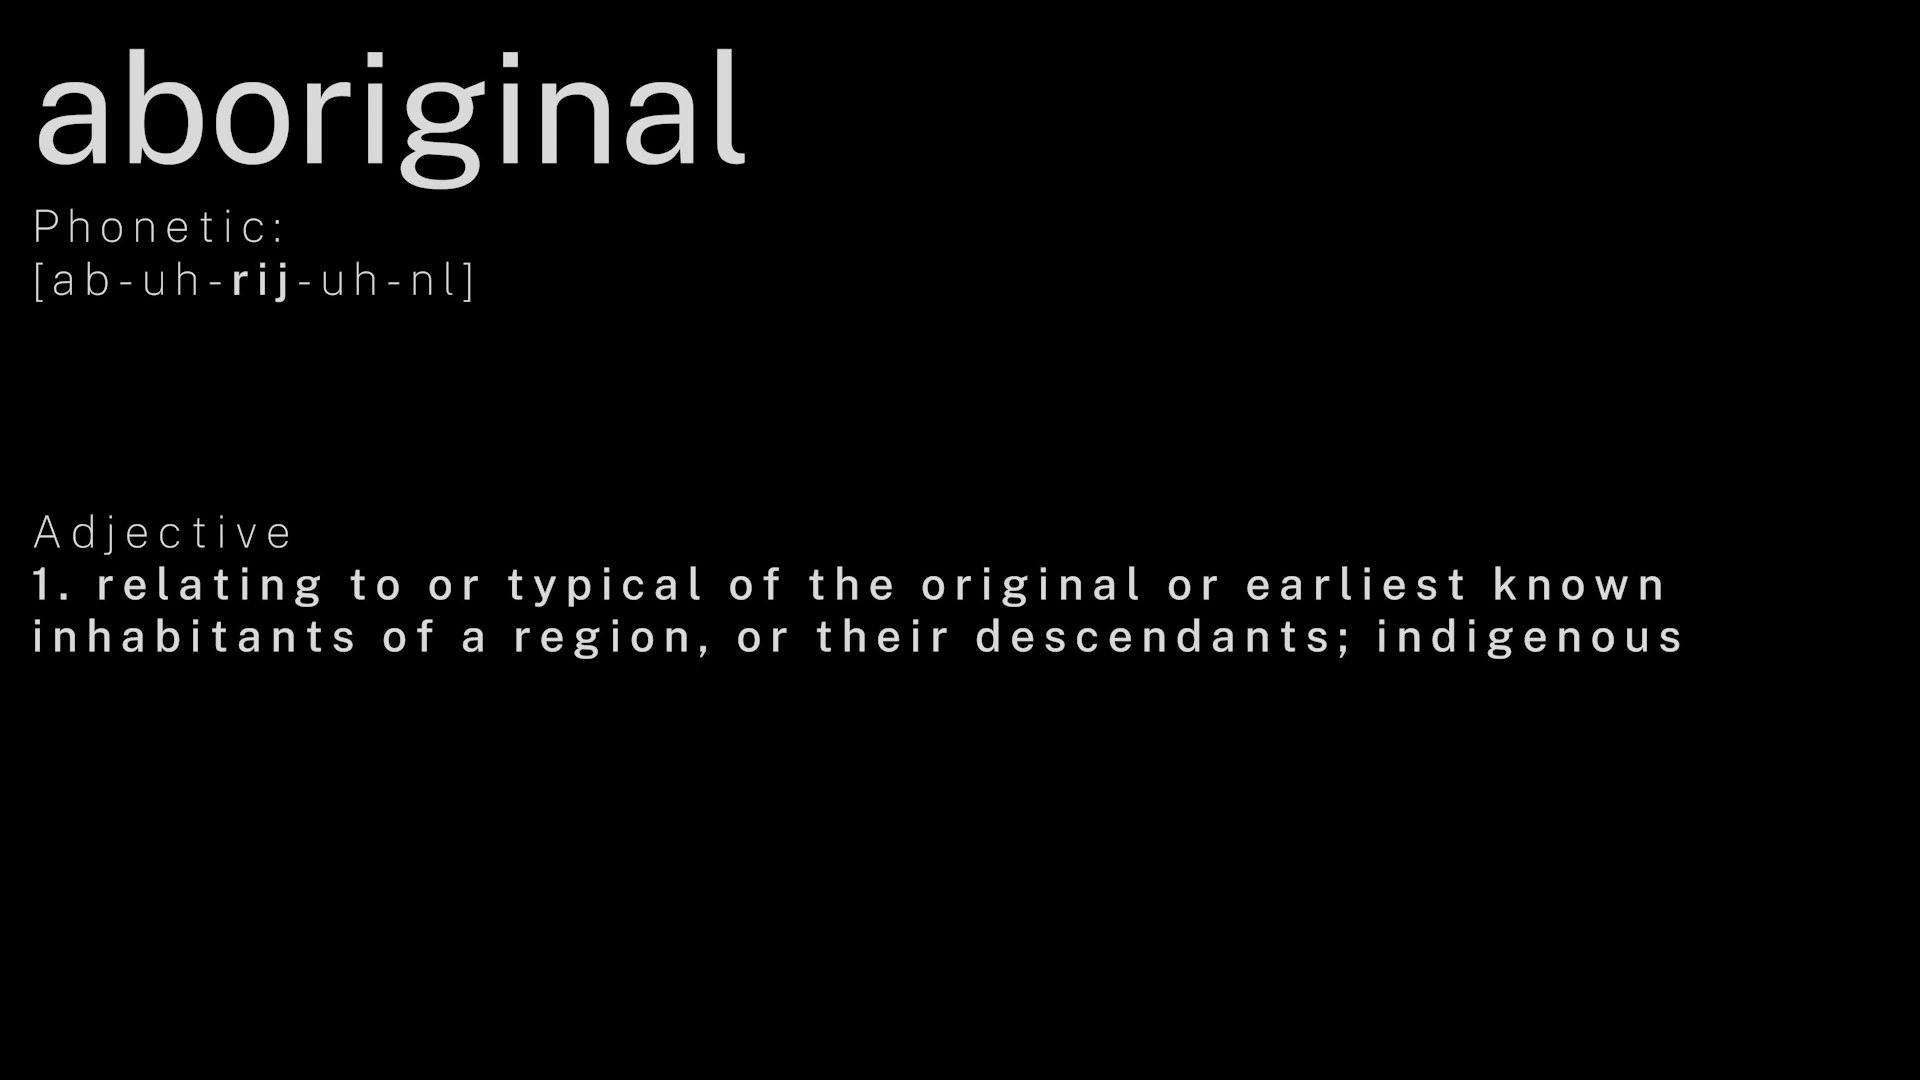 aboriginal
Phonetic:
[ab-uh-rij-uh-nl]
Adjective
1. relating to or typical of the original or earliest known
inhabitants of a region, or their descendants; indigenous